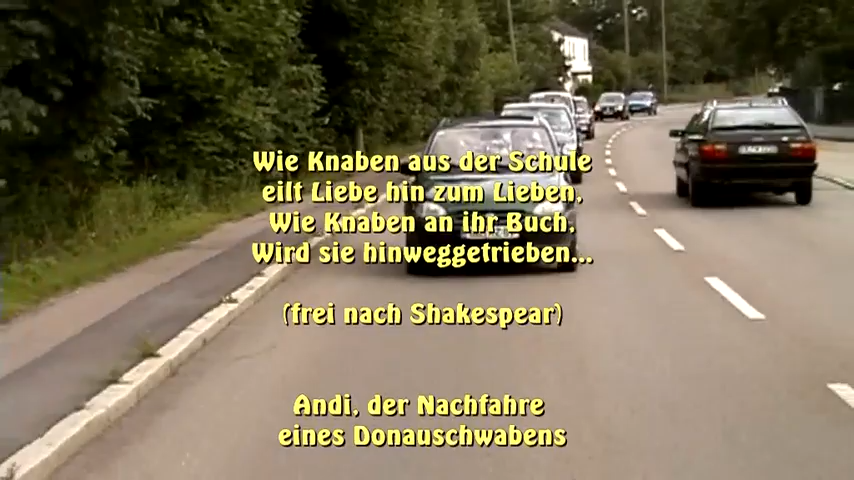 Wie Knaben aus der Schule
eilt Liebe hin zum Lieben,
Wie Knaben an ihr Buch,
Wird sie hinweggetrieben...
(frei nach Shakespear)
Andi, der Nachfahre
eines Donauschwabens